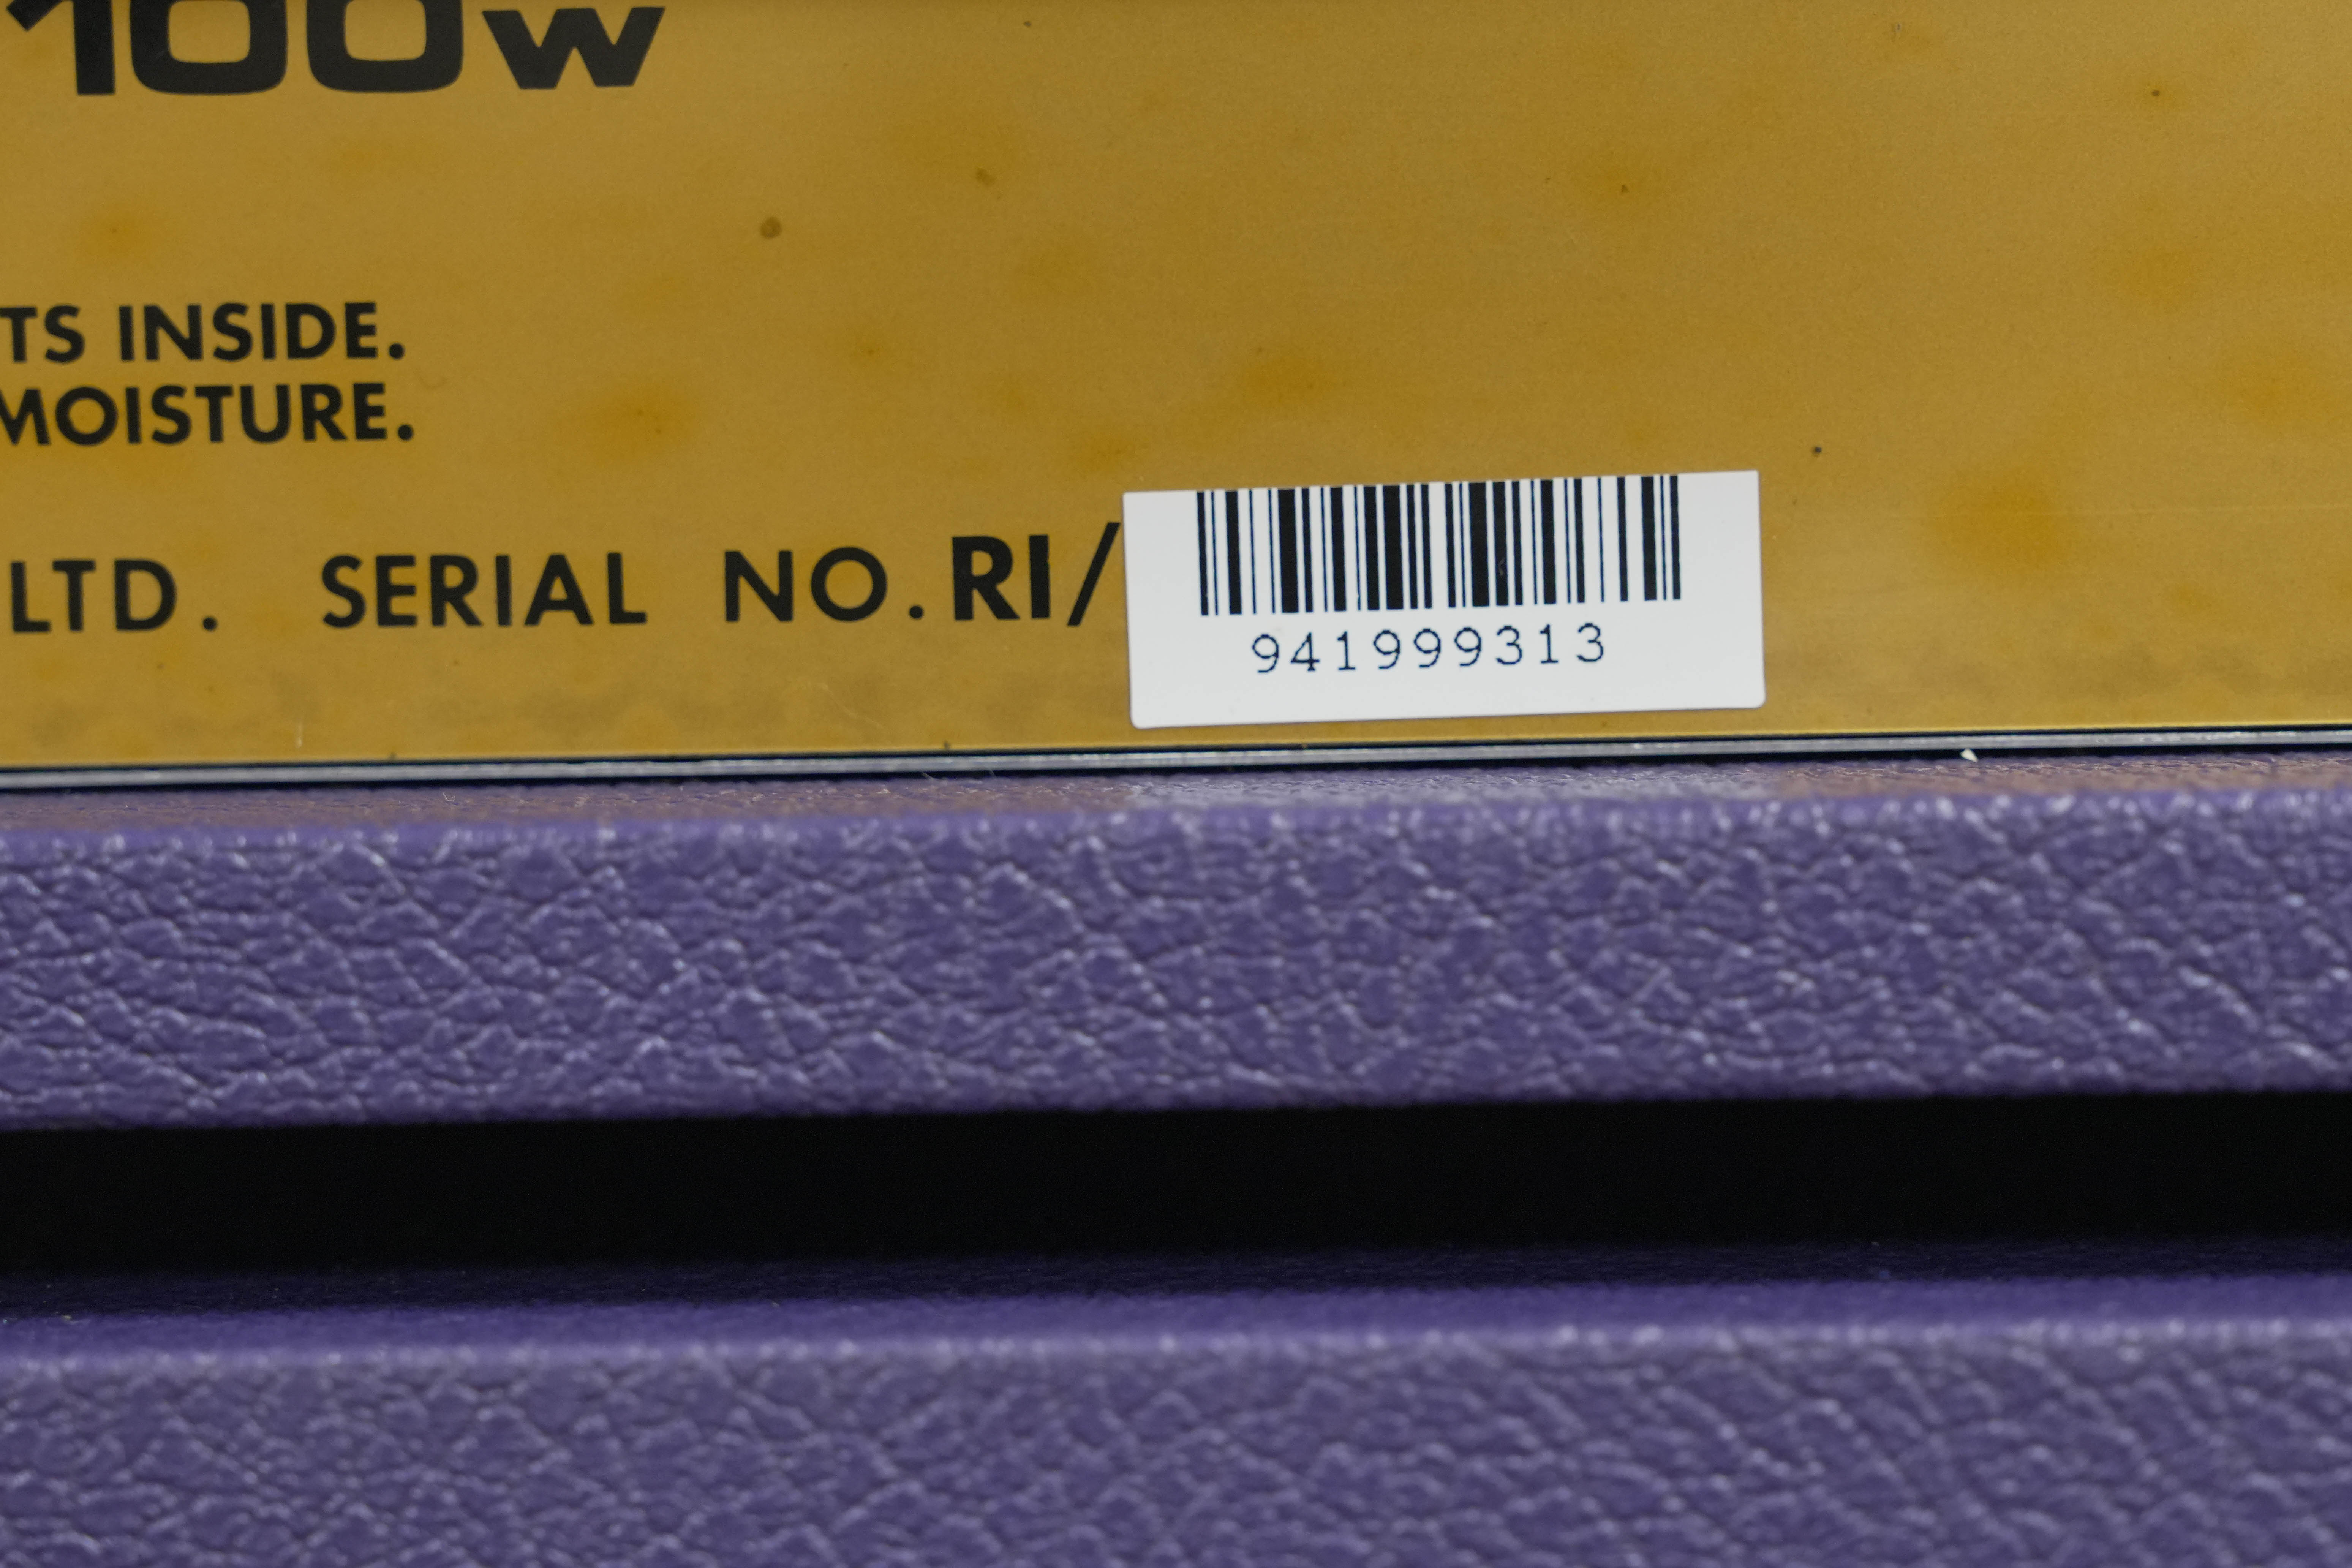 100W
TS INSIDE.
MOISTURE.
LTD. SERIAL NO. RI/
941999313